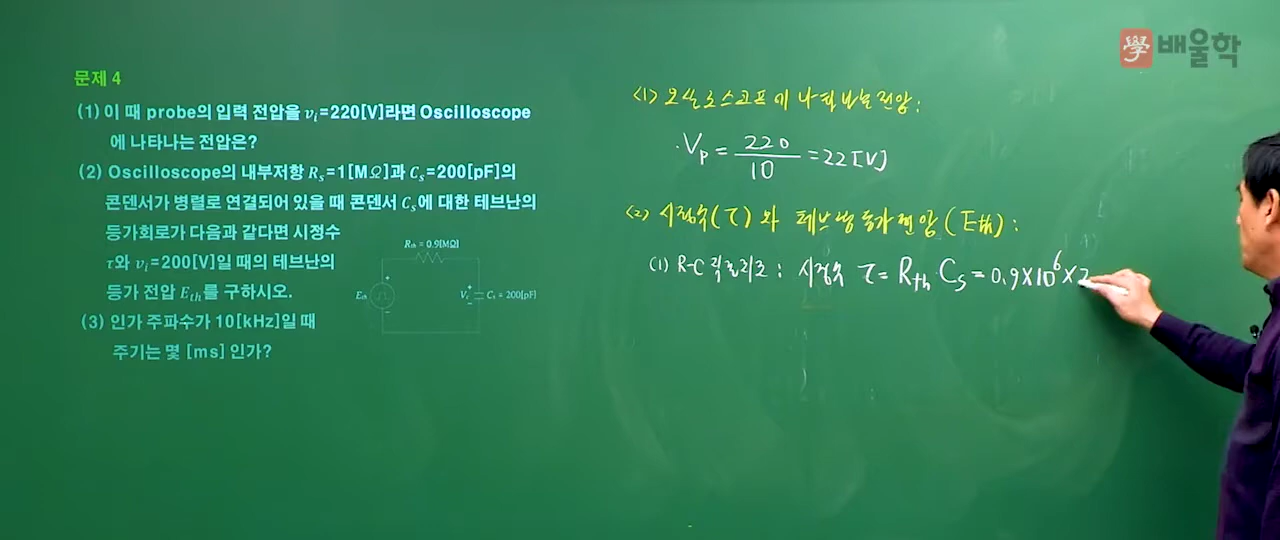 學 배울학
문제 4
(1) 이 때 probe의 입력 전압을 vᵢ=220[V]라면 Oscilloscope
에 나타나는 전압은?
(2) Oscilloscope의 내부저항 Rₛ=1[MΩ]과 Cₛ=200[pF]의
콘덴서가 병렬로 연결되어 있을 때 콘덴서 Cₛ에 대한 테브난의
등가회로가 다음과 같다면 시정수
τ와 vᵢ=200[V]일 때의 테브난의
등가 전압 Eth를 구하시오.
(3) 인가 주파수가 10[kHz]일 때
주기는 몇 [ms] 인가?
Rth = 0.9[MΩ]
Eth
Cs = 200[pF]
(1) 오실로스코프에 나타나는 전압 :
Vp = 220/10 = 22[V]
(2) 시정수(τ)와 테브낭 등가전압(Eth) :
(1) R-C 직렬회로 : 시정수 τ = Rth Cs = 0.9×10⁶×2